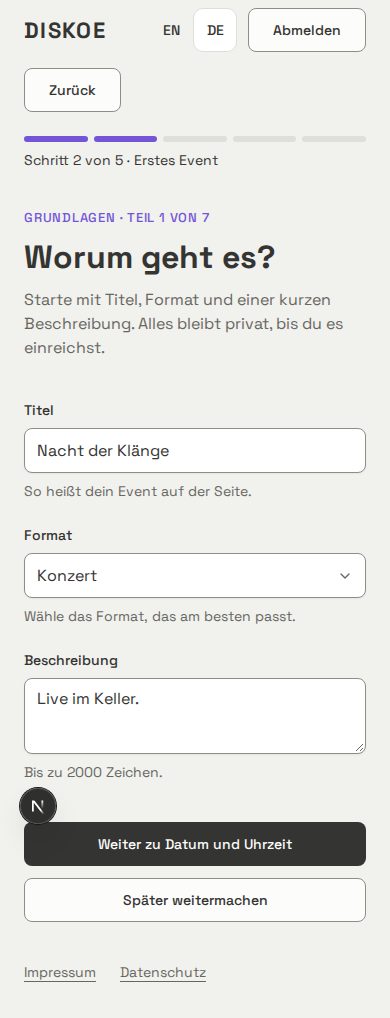 DISKOE
EN
DE
Abmelden
Zurück
Schritt 2 von 5 · Erstes Event
GRUNDLAGEN · TEIL 1 VON 7
Worum geht es?
Starte mit Titel, Format und einer kurzen
Beschreibung. Alles bleibt privat, bis du es
einreichst.
Titel
Nacht der Klänge
So heißt dein Event auf der Seite.
Format
Konzert
Wähle das Format, das am besten passt.
Beschreibung
Live im Keller.
Bis zu 2000 Zeichen.
N
Weiter zu Datum und Uhrzeit
Später weitermachen
Impressum
Datenschutz